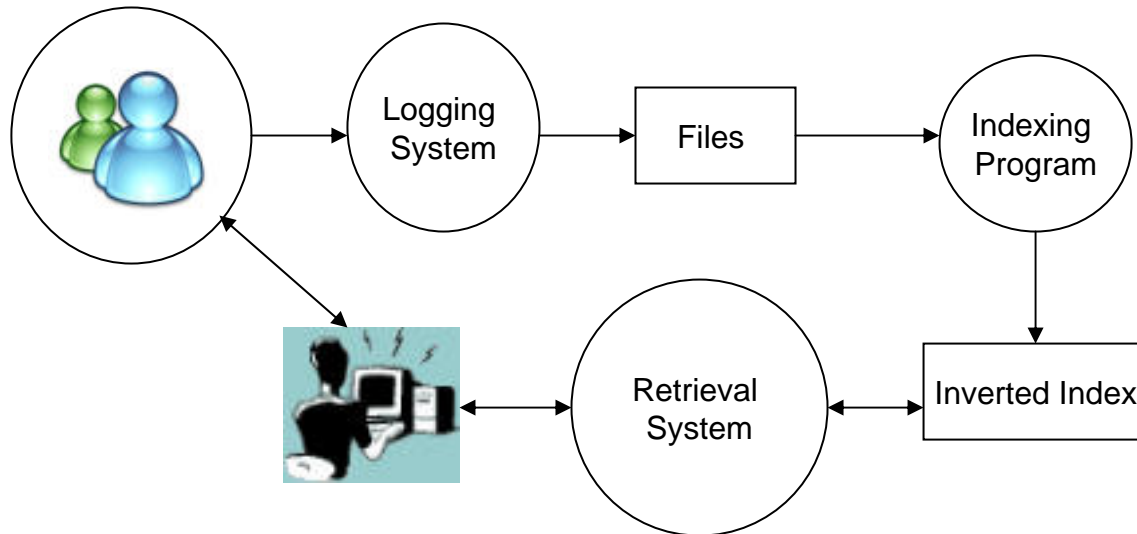 Logging
System
Files
Indexing
Program
Retrieval
System
Inverted Index